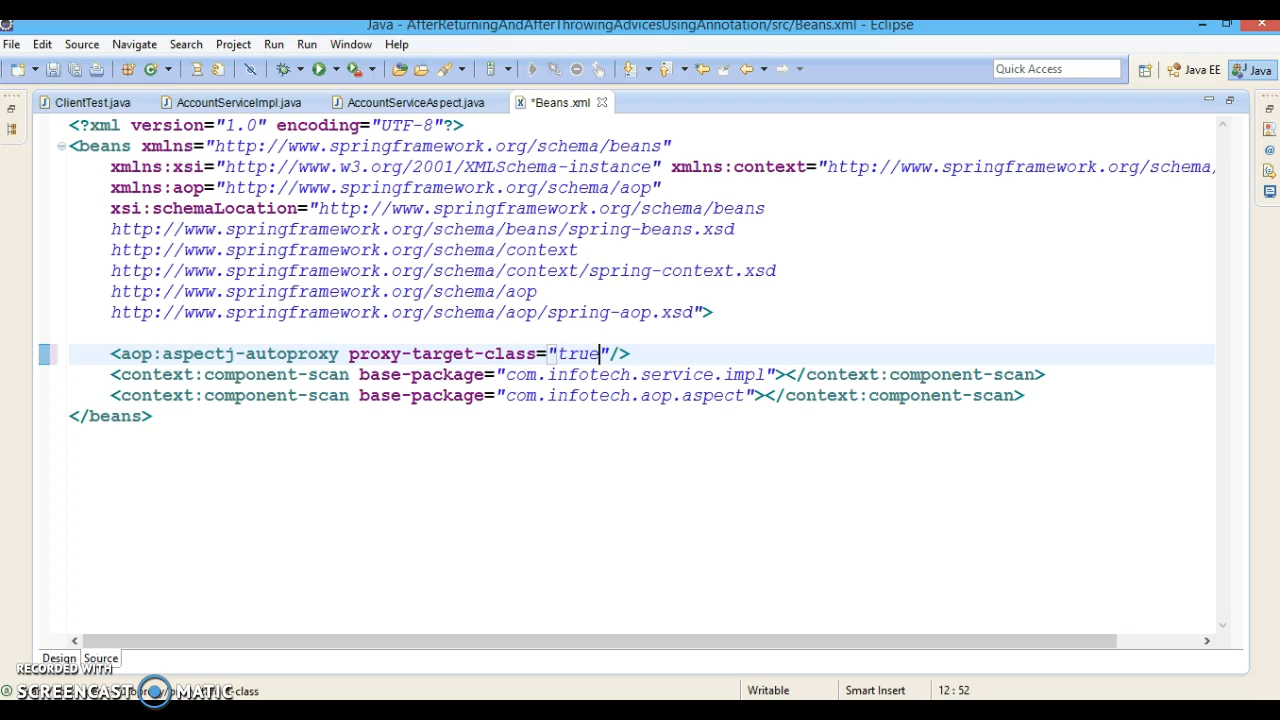 Java - AfterReturningAndAfterThrowingAdvicesUsingAnnotation/src/Beans.xml - Eclipse
File Edit Source Navigate Search Project Run Run Window Help
Quick Access Java EE Java
ClientTest.java AccountServiceImpl.java AccountServiceAspect.java *Beans.xml
<?xml version="1.0" encoding="UTF-8"?>
<beans xmlns="http://www.springframework.org/schema/beans"
xmlns:xsi="http://www.w3.org/2001/XMLSchema-instance" xmlns:context="http://www.springframework.org/schema,
xmlns:aop="http://www.springframework.org/schema/aop"
xsi:schemaLocation="http://www.springframework.org/schema/beans
http://www.springframework.org/schema/beans/spring-beans.xsd
http://www.springframework.org/schema/context
http://www.springframework.org/schema/context/spring-context.xsd
http://www.springframework.org/schema/aop
http://www.springframework.org/schema/aop/spring-aop.xsd">
<aop:aspectj-autoproxy proxy-target-class="true"/>
<context:component-scan base-package="com.infotech.service.impl"></context:component-scan>
<context:component-scan base-package="com.infotech.aop.aspect"></context:component-scan>
</beans>
Design Source
RECORDED WITH
SCREENCAST MATIC
-class
Writable Smart Insert 12 : 52